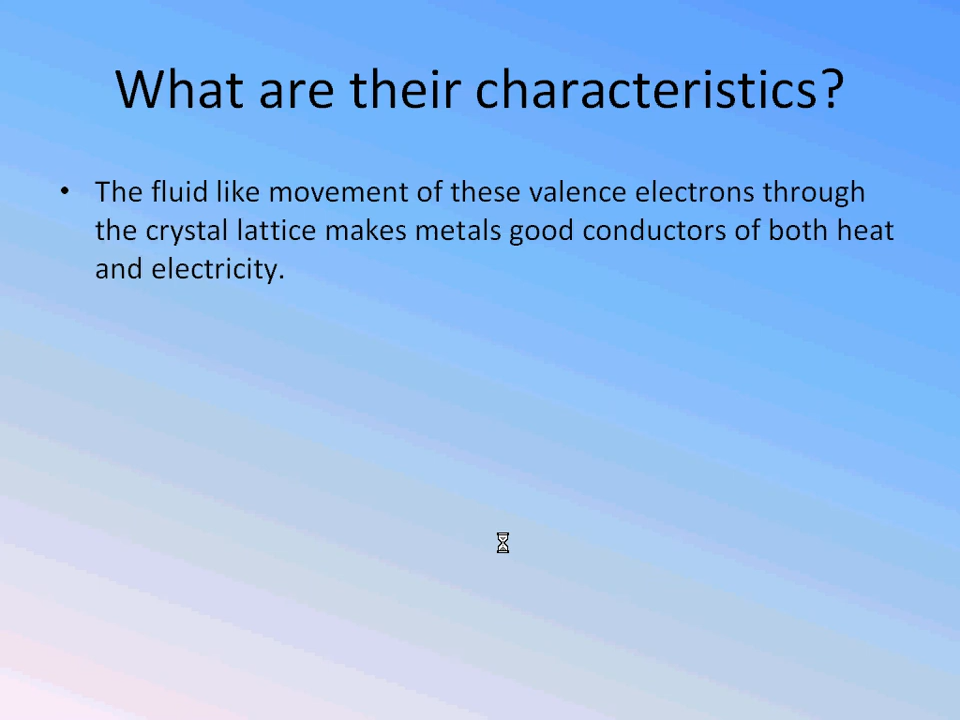 What are their characteristics?
• The fluid like movement of these valence electrons through
the crystal lattice makes metals good conductors of both heat
and electricity.